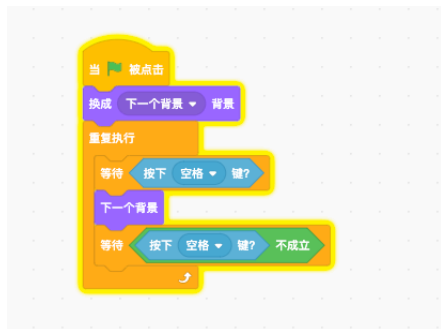 当 被点击
换成 下一个背景 背景
重复执行
等待 按下 空格 键?
下一个背景
等待 按下 空格 键? 不成立